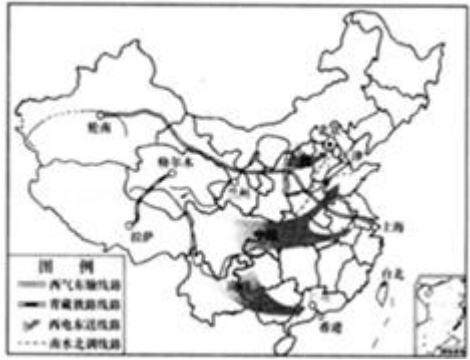 轮南
格尔木
兰州
拉萨
上海
台北
香港
图 例
西气东输线路
青藏铁路线路
西电东送线路
南水北调线路